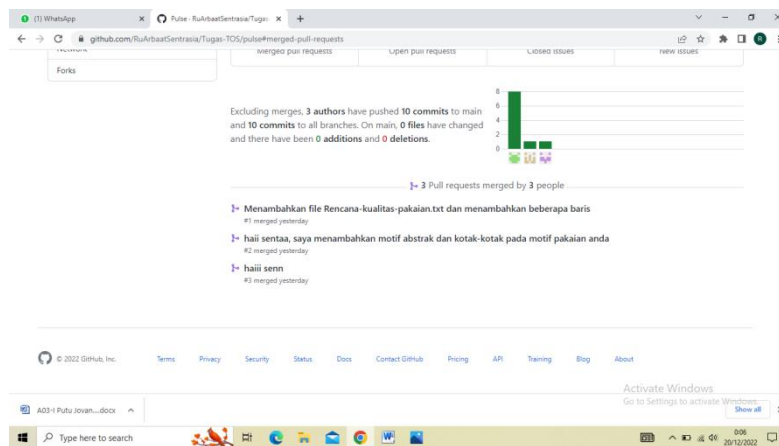 (1) WhatsApp
Pulse · RuArbaatSentrasia/Tugas-
github.com/RuArbaatSentrasia/Tugas-TOS/pulse#merged-pull-requests
R
Network
Forks
Merged pull requests
Open pull requests
Closed issues
New issues
Excluding merges, 3 authors have pushed 10 commits to main
and 10 commits to all branches. On main, 0 files have changed
and there have been 0 additions and 0 deletions.
8
6
4
2
0
3 Pull requests merged by 3 people
Menambahkan file Rencana-kualitas-pakaian.txt dan menambahkan beberapa baris
#1 merged yesterday
haii sentaa, saya menambahkan motif abstrak dan kotak-kotak pada motif pakaian anda
#2 merged yesterday
haiii senn
#3 merged yesterday
© 2022 GitHub, Inc.
Terms
Privacy
Security
Status
Docs
Contact GitHub
Pricing
API
Training
Blog
About
Activate Windows
Go to Settings to activate Windows.
A03-I Putu Jovan....docx
Show all
Type here to search
0:06
20/12/2022